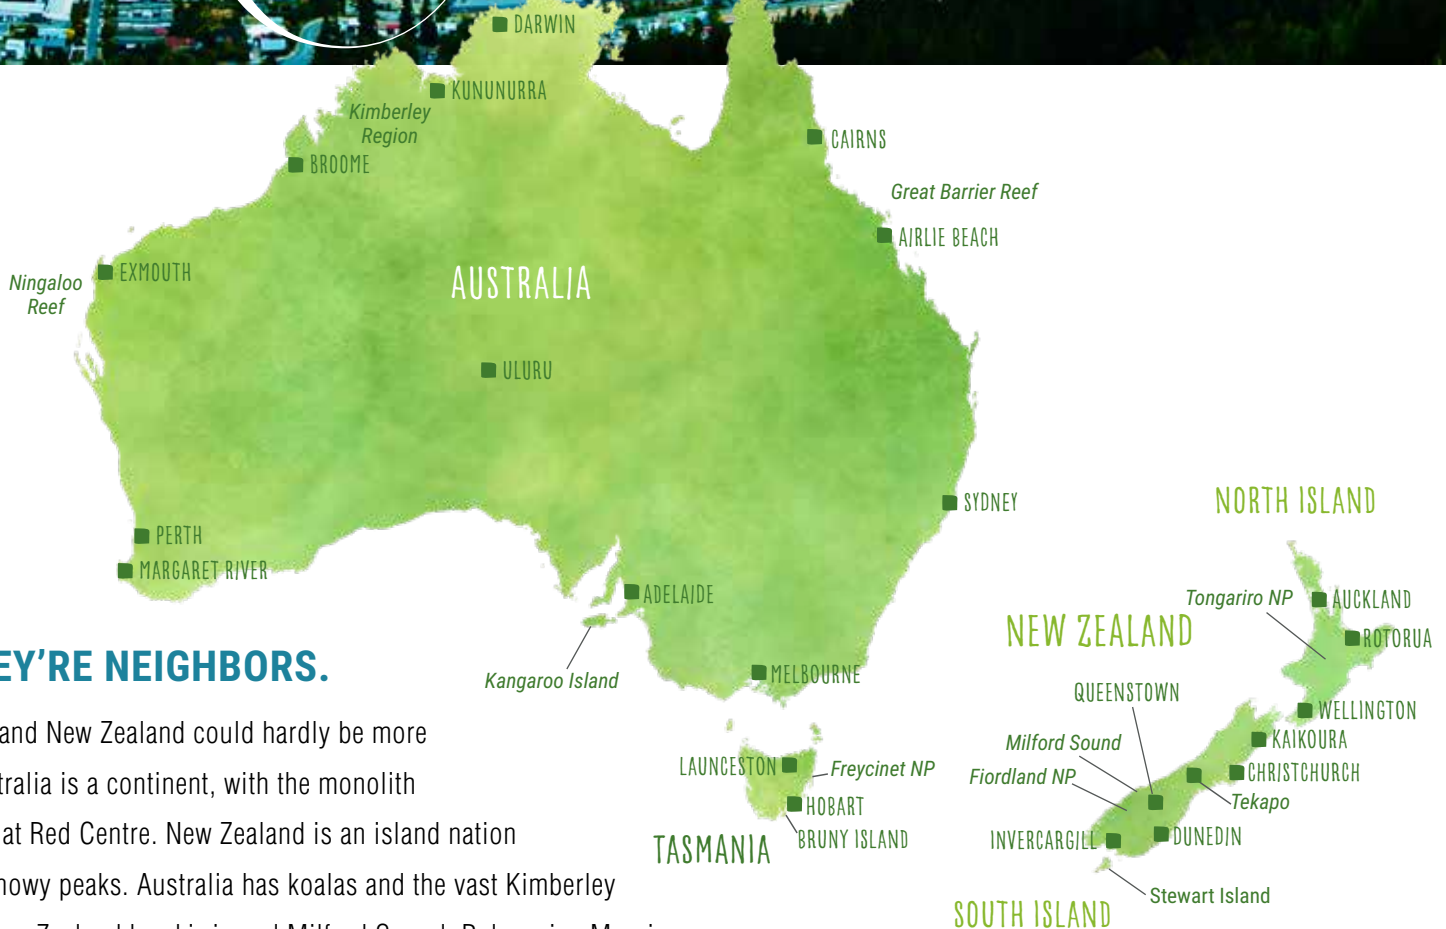 DARWIN
KUNUNURRA
Kimberley
Region
BROOME
CAIRNS
Great Barrier Reef
AIRLIE BEACH
EXMOUTH
Ningaloo
Reef
AUSTRALIA
ULURU
SYDNEY
PERTH
MARGARET RIVER
ADELAIDE
Kangaroo Island
MELBOURNE
NORTH ISLAND
Tongariro NP
AUCKLAND
NEW ZEALAND
ROTORUA
QUEENSTOWN
WELLINGTON
Milford Sound
KAIKOURA
Fiordland NP
CHRISTCHURCH
Tekapo
INVERCARGILL
DUNEDIN
Stewart Island
SOUTH ISLAND
LAUNCESTON
Freycinet NP
HOBART
BRUNY ISLAND
TASMANIA
EY’RE NEIGHBORS.
and New Zealand could hardly be more
tralia is a continent, with the monolith
at Red Centre. New Zealand is an island nation
nowy peaks. Australia has koalas and the vast Kimberley